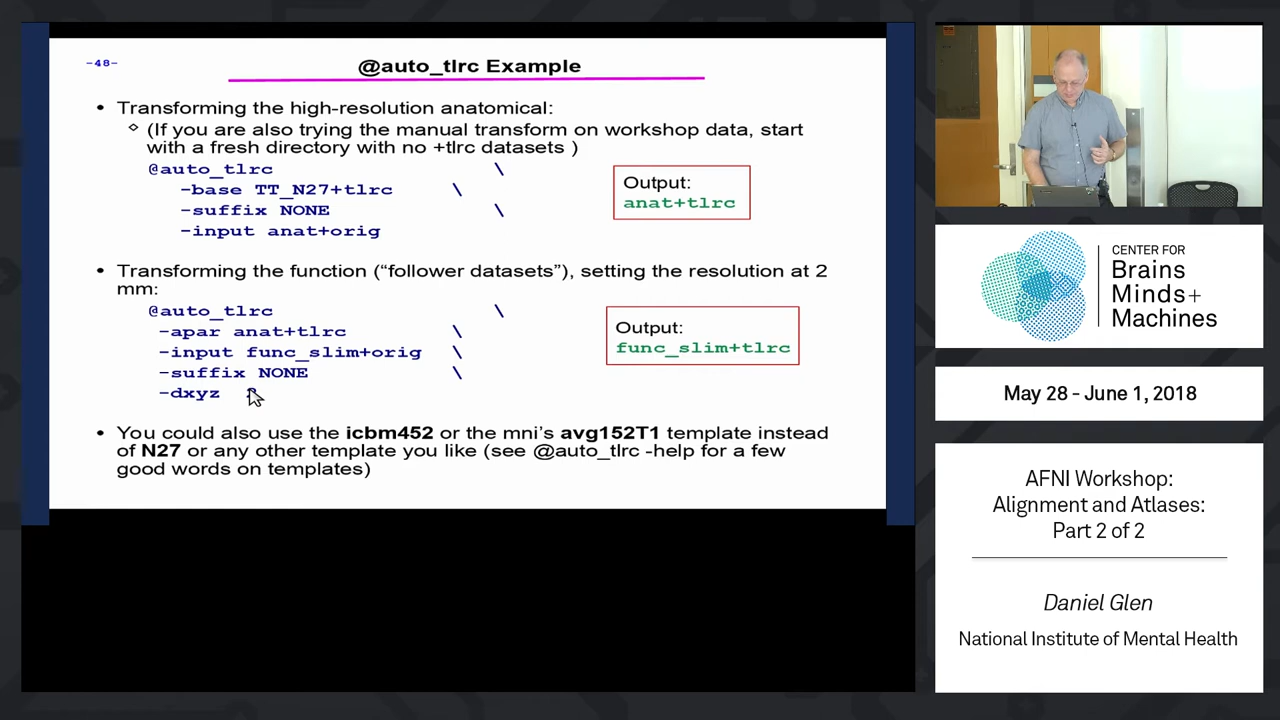 -48-
@auto_tlrc Example
• Transforming the high-resolution anatomical:
(If you are also trying the manual transform on workshop data, start
with a fresh directory with no +tlrc datasets )
@auto_tlrc \
-base TT_N27+tlrc \
-suffix NONE \
-input anat+orig
Output:
anat+tlrc
• Transforming the function (“follower datasets”), setting the resolution at 2
mm:
@auto_tlrc \
-apar anat+tlrc \
-input func_slim+orig \
-suffix NONE \
-dxyz
Output:
func_slim+tlrc
• You could also use the icbm452 or the mni's avg152T1 template instead
of N27 or any other template you like (see @auto_tlrc -help for a few
good words on templates)
CENTER FOR
Brains
Minds+
Machines
May 28 - June 1, 2018
AFNI Workshop:
Alignment and Atlases:
Part 2 of 2
Daniel Glen
National Institute of Mental Health